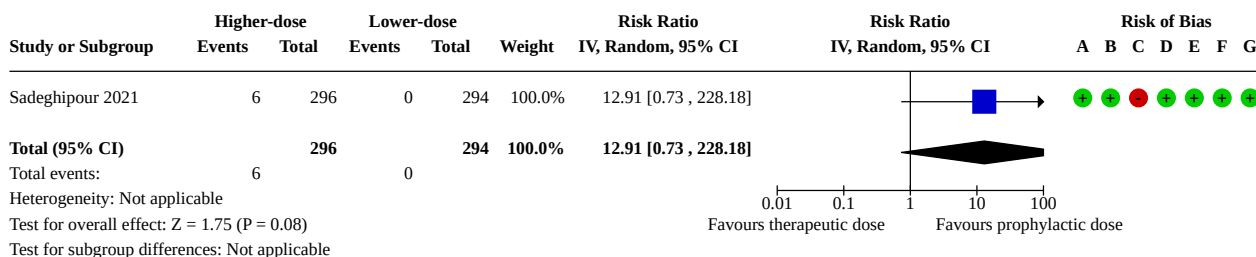 Higher-dose Lower-dose Risk Ratio Risk Ratio Risk of Bias
Study or Subgroup Events Total Events Total Weight IV, Random, 95% CI IV, Random, 95% CI A B C D E F G
Sadeghipour 2021 6 296 0 294 100.0% 12.91 [0.73 , 228.18] + + - + + + +
Total (95% CI) 296 294 100.0% 12.91 [0.73 , 228.18]
Total events: 6 0
Heterogeneity: Not applicable
0.01 0.1 1 10 100
Test for overall effect: Z = 1.75 (P = 0.08) Favours therapeutic dose Favours prophylactic dose
Test for subgroup differences: Not applicable